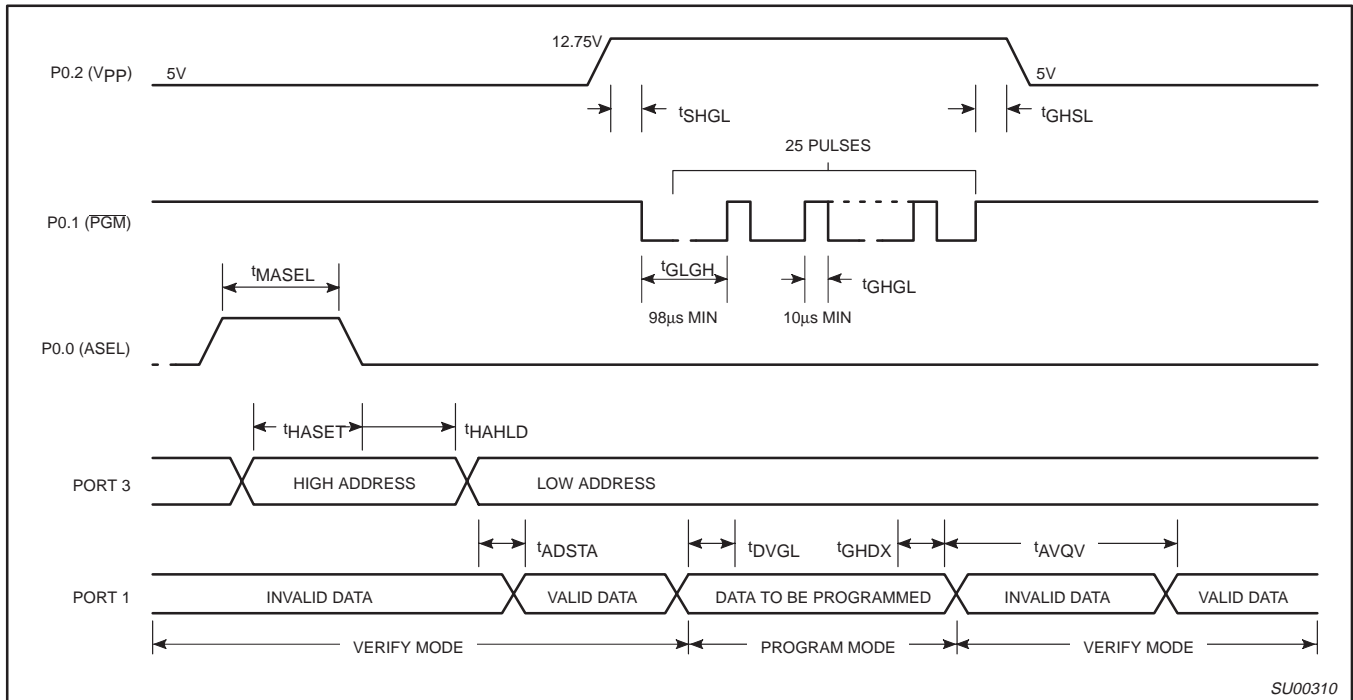 12.75V
P0.2 (VPP)
5V
5V
tSHGL
tGHSL
25 PULSES
P0.1 (PGM)
tMASEL
tGLGH
tGHGL
98µs MIN
10µs MIN
P0.0 (ASEL)
tHASET
tHAHLD
PORT 3
HIGH ADDRESS
LOW ADDRESS
tADSTA
tDVGL
tGHDX
tAVQV
PORT 1
INVALID DATA
VALID DATA
DATA TO BE PROGRAMMED
INVALID DATA
VALID DATA
VERIFY MODE
PROGRAM MODE
VERIFY MODE
SU00310